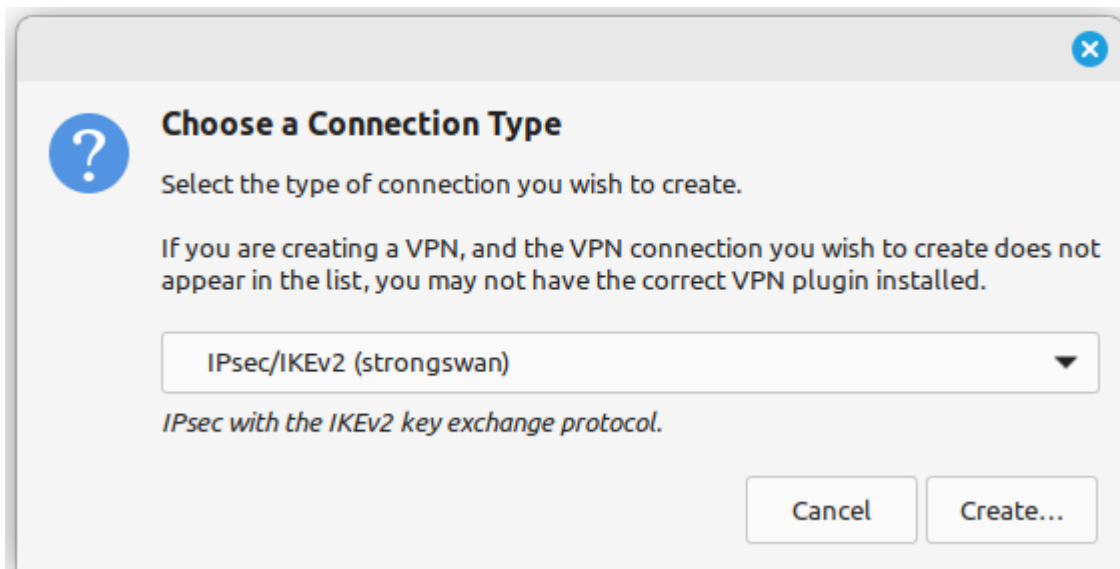 Choose a Connection Type
Select the type of connection you wish to create.
If you are creating a VPN, and the VPN connection you wish to create does not
appear in the list, you may not have the correct VPN plugin installed.
IPsec/IKEv2 (strongswan)
IPsec with the IKEv2 key exchange protocol.
Cancel
Create...